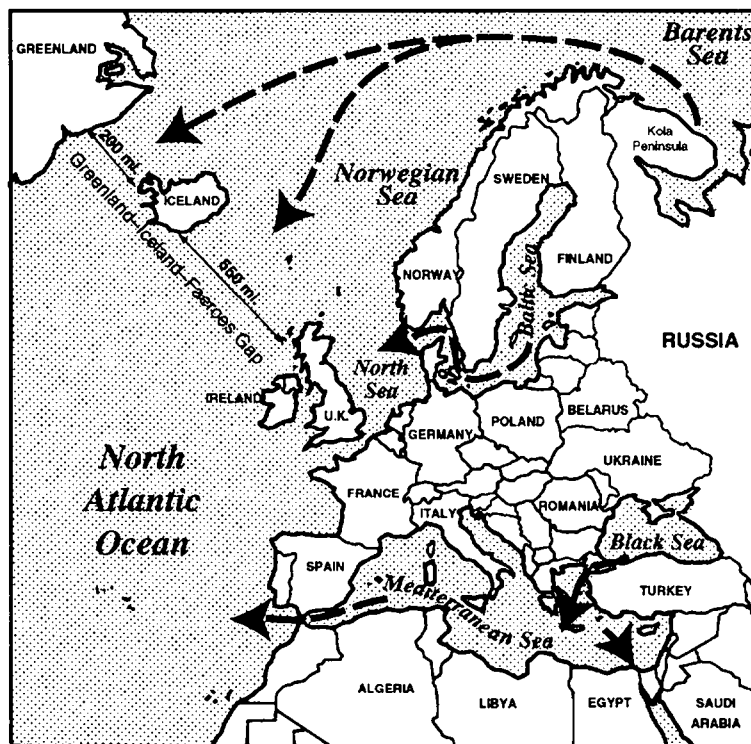 GREENLAND
Barents
Sea
Kola
Peninsula
200 mi.
ICELAND
Norwegian
Sea
SWEDEN
Greenland–Iceland–Faeroes Gap
650 mi.
NORWAY
FINLAND
Baltic Sea
RUSSIA
North
Sea
IRELAND
U.K.
BELARUS
POLAND
GERMANY
UKRAINE
North
Atlantic
Ocean
FRANCE
ITALY
ROMANIA
Black Sea
SPAIN
TURKEY
Mediterranean Sea
ALGERIA
LIBYA
EGYPT
SAUDI
ARABIA